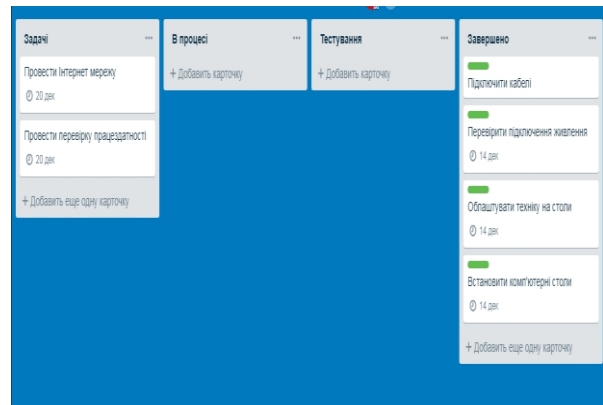 Задачі
Провести Інтернет мережу
20 дек
Провести перевірку працездатності
20 дек
+ Добавить еще одну карточку
В процесі
+ Добавить карточку
Тестування
+ Добавить карточку
Завершено
Підключити кабелі
Перевірити підключення живлення
14 дек
Облаштувати техніку на столи
14 дек
Встановити комп'ютерні столи
14 дек
+ Добавить еще одну карточку